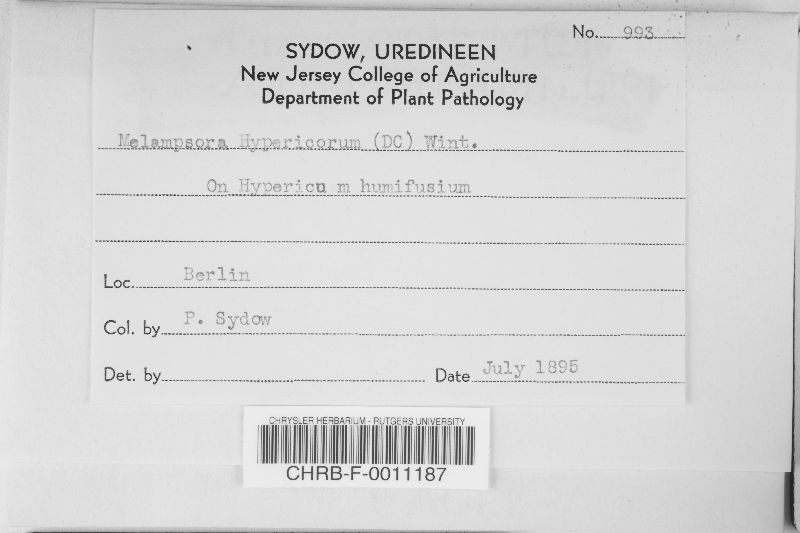 No. 993
SYDOW, UREDINEEN
New Jersey College of Agriculture
Department of Plant Pathology
Melampsora Hypericorum (DC) Wint.
On Hypericu m humifusium
Loc. Berlin
Col. by P. Sydow
Det. by Date July 1895
CHRYSLER HERBARIUM - RUTGERS UNIVERSITY
CHRB-F-0011187